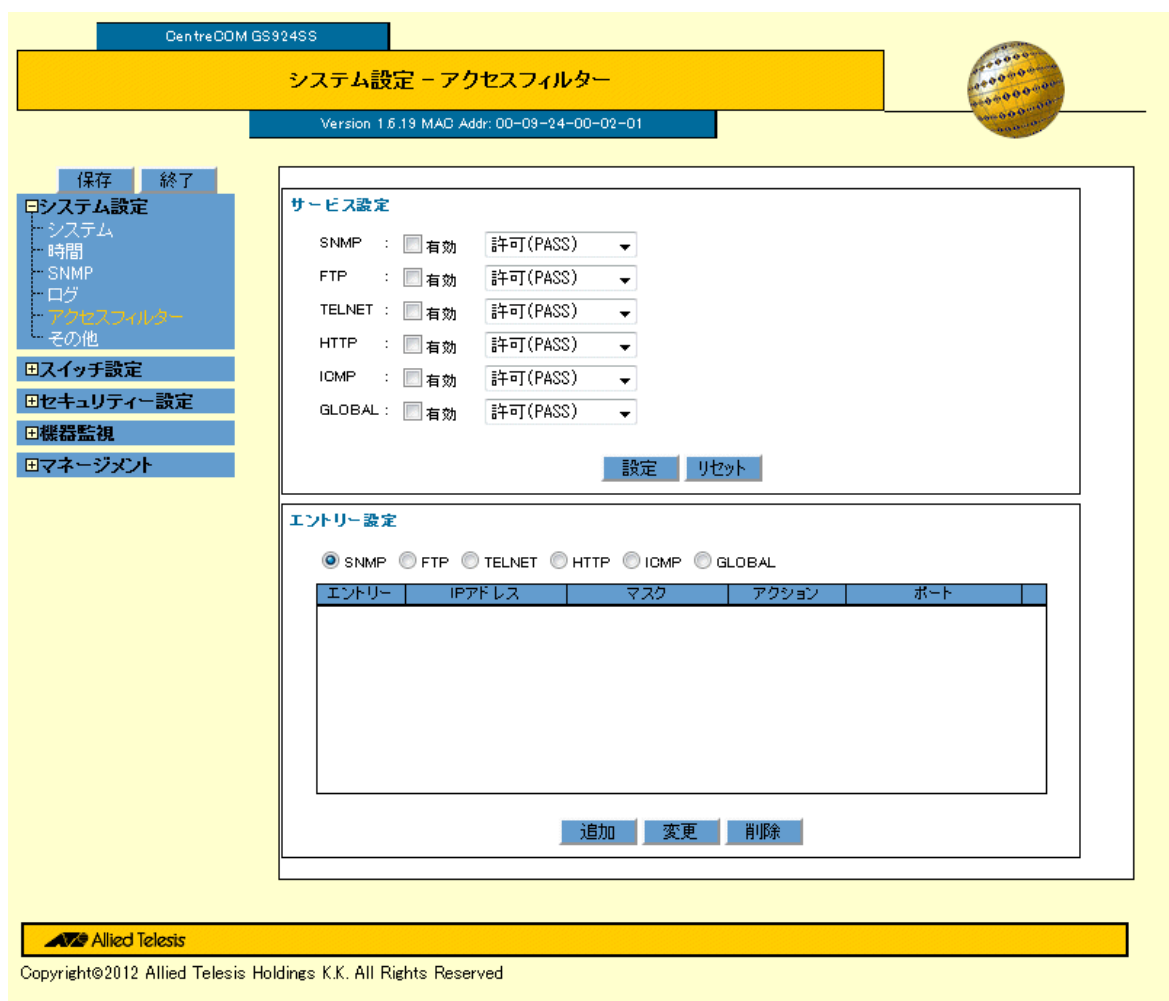 CentreCOM GS924SS
システム設定 − アクセスフィルター
Version 1.6.19 MAC Addr: 00-09-24-00-02-01
保存 終了
システム設定
システム
時間
SNMP
ログ
アクセスフィルター
その他
スイッチ設定
セキュリティー設定
機器監視
マネージメント
サービス設定
SNMP : 有効 許可(PASS)
FTP : 有効 許可(PASS)
TELNET : 有効 許可(PASS)
HTTP : 有効 許可(PASS)
ICMP : 有効 許可(PASS)
GLOBAL : 有効 許可(PASS)
設定 リセット
エントリー設定
SNMP FTP TELNET HTTP ICMP GLOBAL
エントリー IPアドレス マスク アクション ポート
追加 変更 削除
Allied Telesis
Copyright©2012 Allied Telesis Holdings K.K. All Rights Reserved